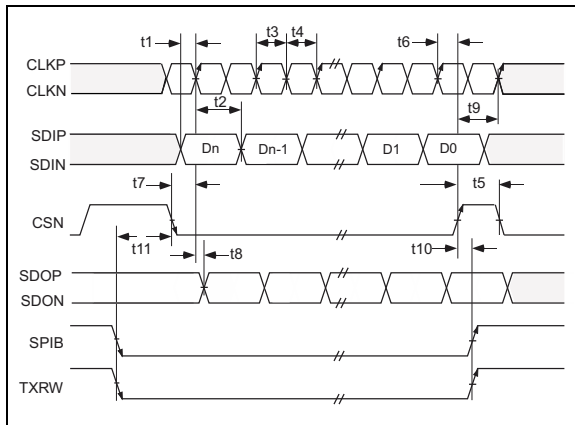 t1 t3 t4 t6
CLKP
CLKN
t2 t9
SDIP
SDIN
Dn Dn-1 D1 D0
t7 t5
CSN
t11 t8 t10
SDOP
SDON
SPIB
TXRW